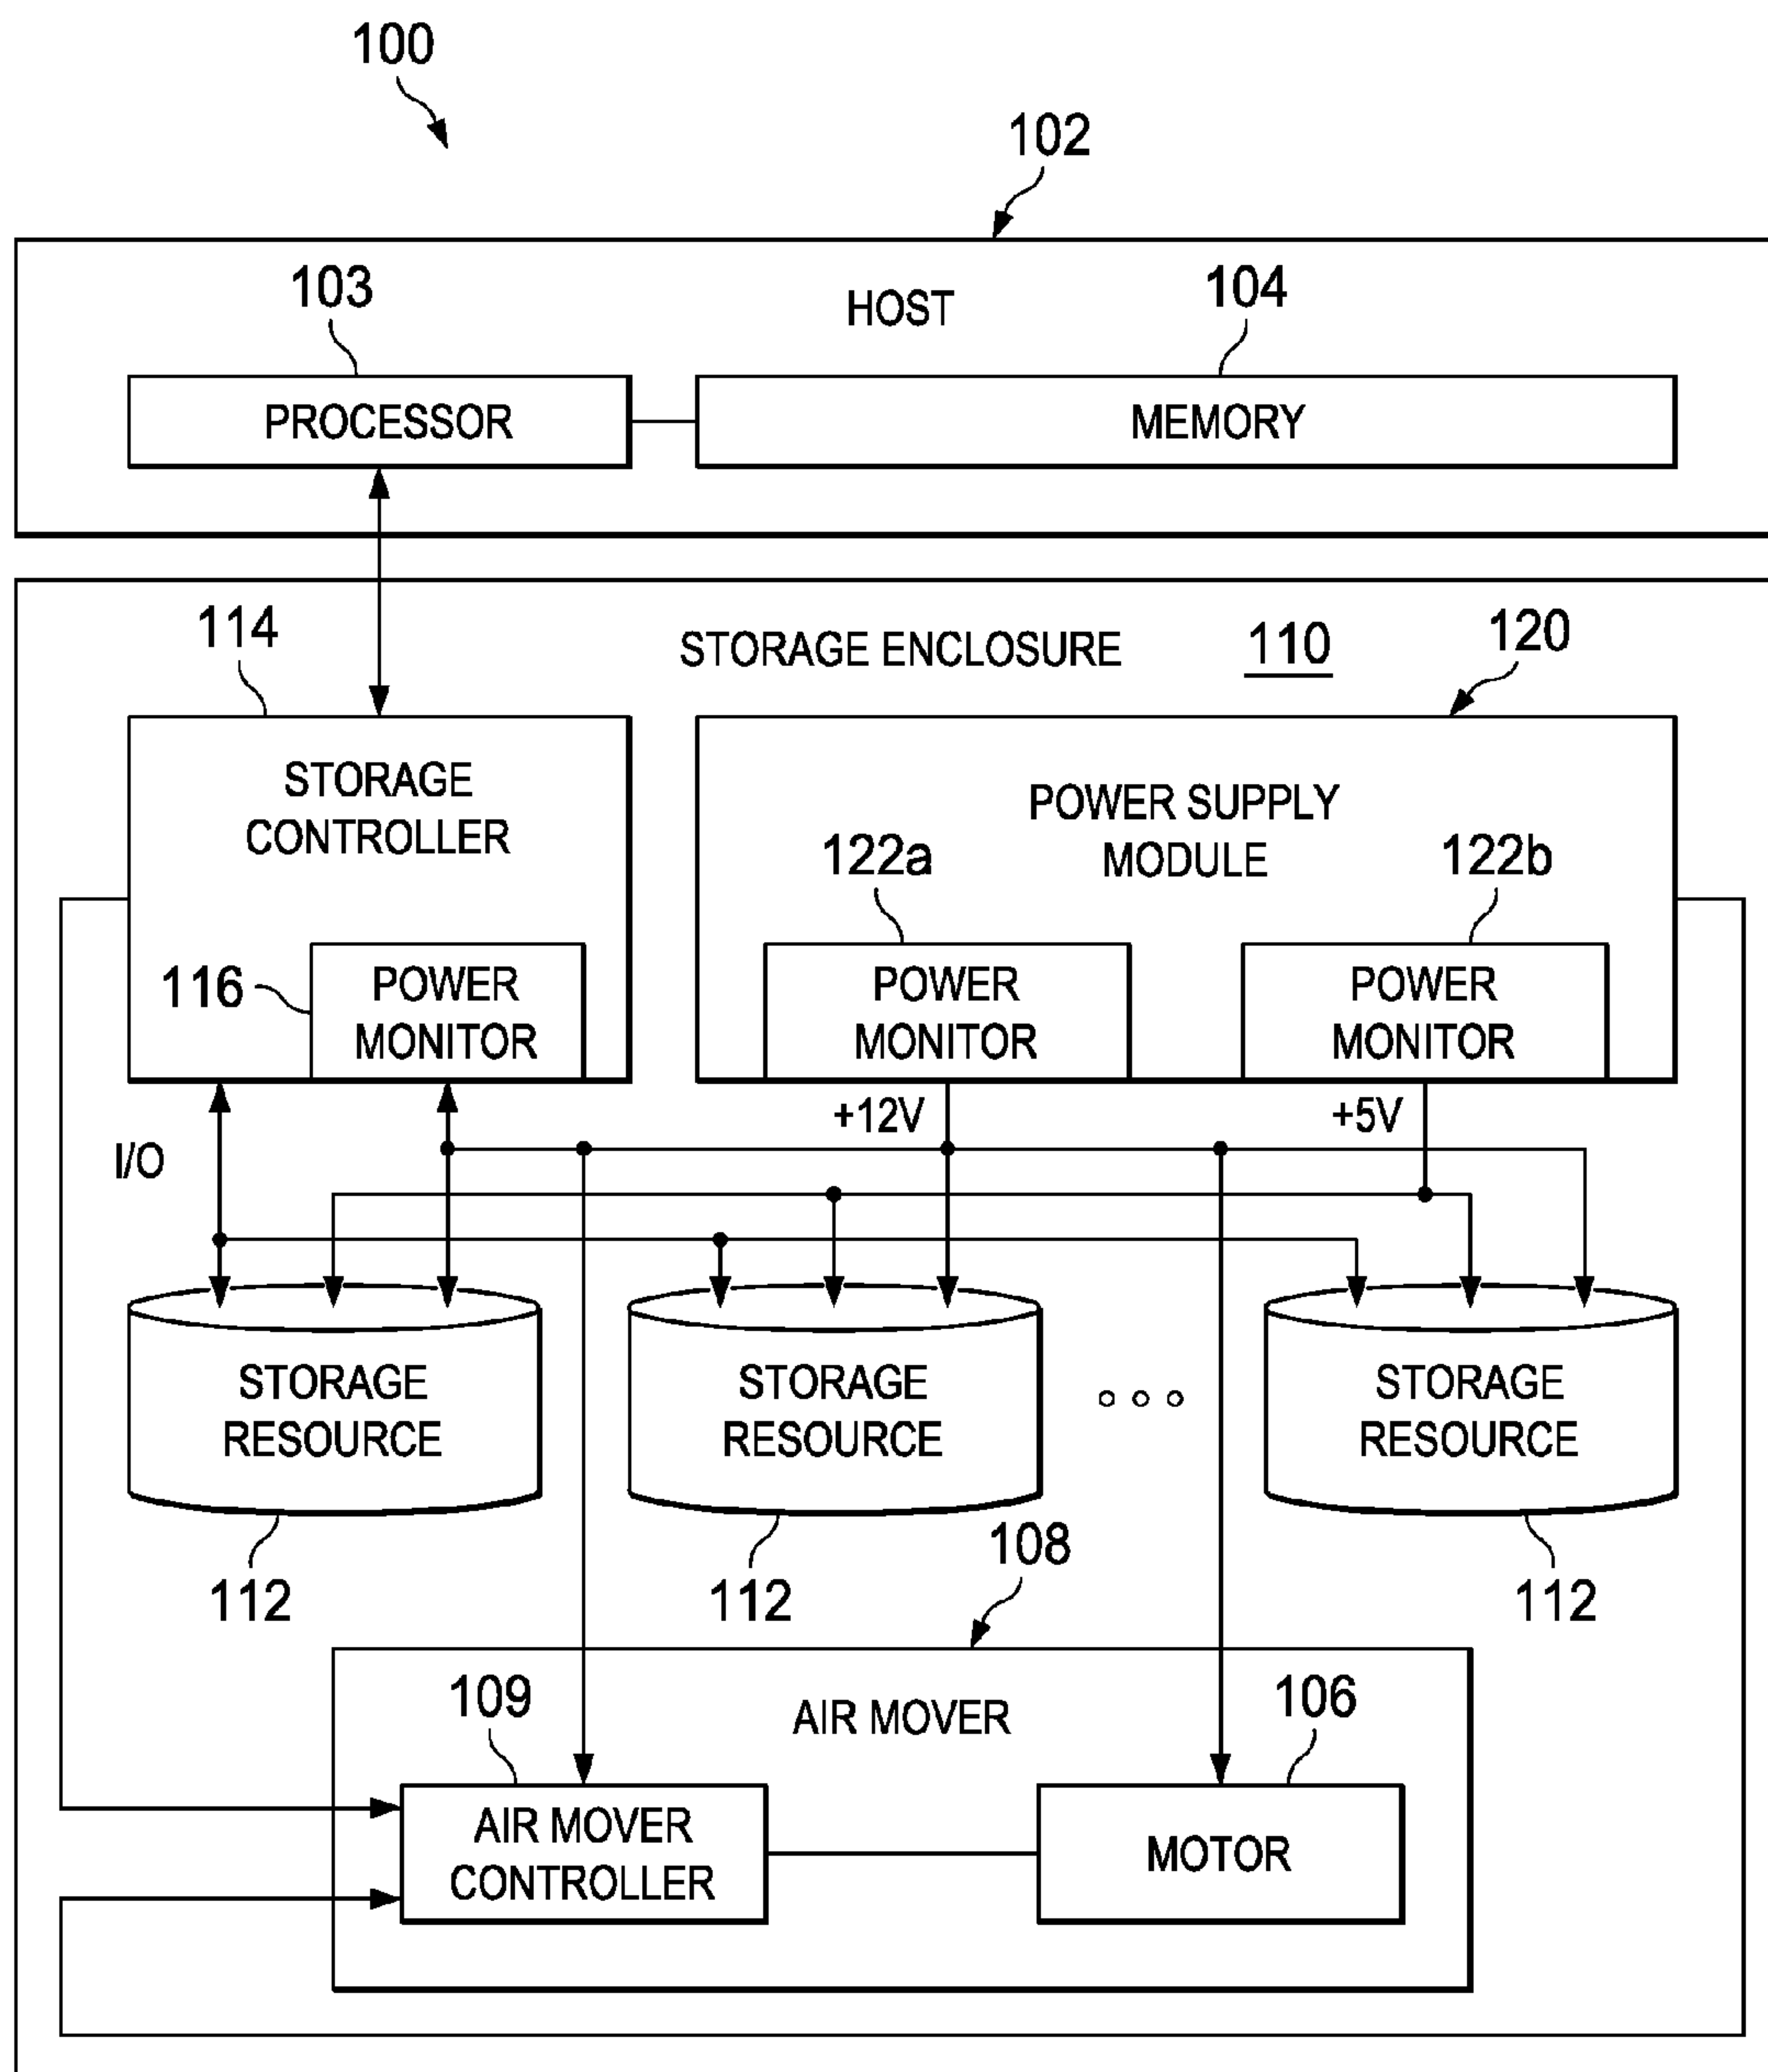 100
102
103
HOST
104
PROCESSOR
MEMORY
114
STORAGE ENCLOSURE
110
120
STORAGE
CONTROLLER
POWER SUPPLY
MODULE
122a
122b
116
POWER
MONITOR
POWER
MONITOR
POWER
MONITOR
I/O
+12V
+5V
STORAGE
RESOURCE
STORAGE
RESOURCE
STORAGE
RESOURCE
112
112
112
108
109
AIR MOVER
106
AIR MOVER
CONTROLLER
MOTOR